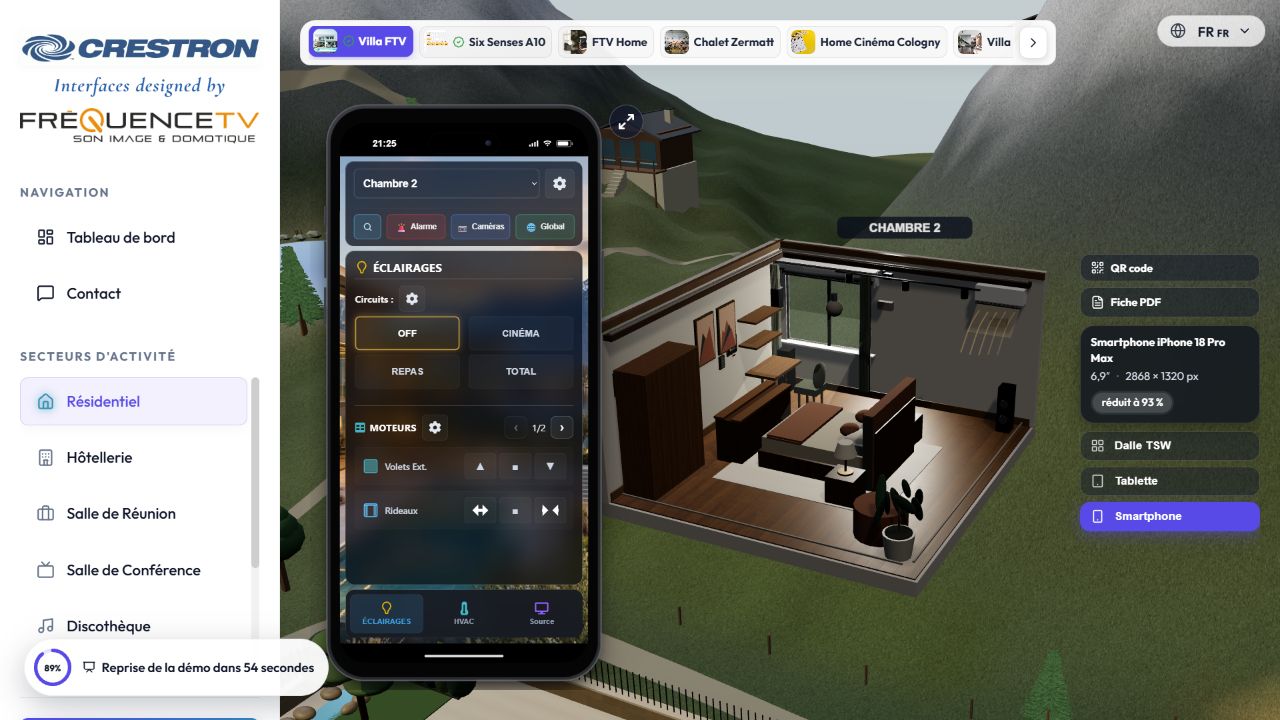 CRESTRON
Interfaces designed by
FRÉQUENCETV
SON IMAGE & DOMOTIQUE
NAVIGATION
Tableau de bord
Contact
SECTEURS D'ACTIVITÉ
Résidentiel
Hôtellerie
Salle de Réunion
Salle de Conférence
Discothèque
89%
Reprise de la démo dans 54 secondes
Villa FTV
Six Senses A10
FTV Home
Chalet Zermatt
Home Cinéma Cologny
Villa
FR FR
21:25
Chambre 2
Alarme
Caméras
Global
ÉCLAIRAGES
Circuits :
OFF
CINÉMA
REPAS
TOTAL
MOTEURS
1/2
Volets Ext.
Rideaux
ÉCLAIRAGES
HVAC
Source
CHAMBRE 2
QR code
Fiche PDF
Smartphone iPhone 18 Pro
Max
6,9" · 2868 × 1320 px
réduit à 93 %
Dalle TSW
Tablette
Smartphone